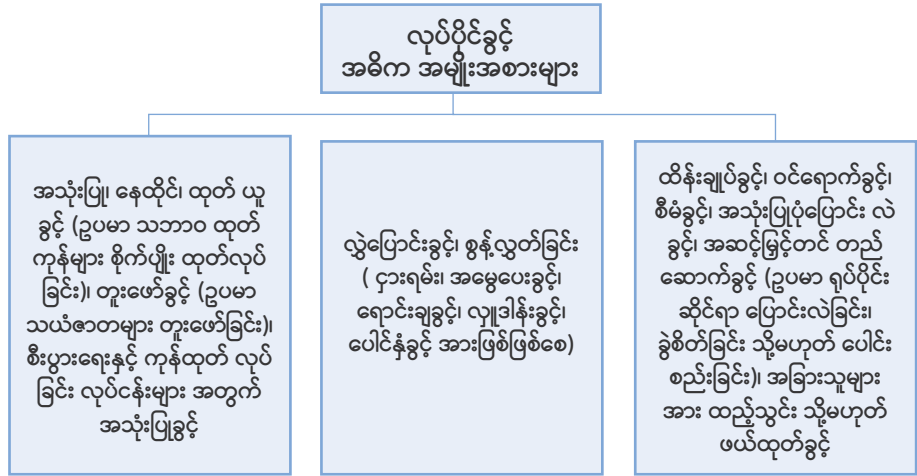 လုပ်ပိုင်ခွင့်
အဓိက အမျိုးအစားများ
အသုံးပြု၊ နေထိုင်၊ ထုတ် ယူ
ခွင့် (ဥပမာ သဘာဝ ထုတ်
ကုန်များ စိုက်ပျိုး ထုတ်လုပ်
ခြင်း)၊ တူးဖော်ခွင့် (ဥပမာ
သယံဇာတများ တူးဖော်ခြင်း)၊
စီးပွားရေးနှင့် ကုန်ထုတ် လုပ်
ခြင်း လုပ်ငန်းများ အတွက်
အသုံးပြုခွင့်
လွှဲပြောင်းခွင့်၊ စွန့်လွှတ်ခြင်း
( ငှားရမ်း၊ အမွေပေးခွင့်၊
ရောင်းချခွင့်၊ လှူဒါန်းခွင့်၊
ပေါင်နှံခွင့် အားဖြစ်ဖြစ်စေ)
ထိန်းချုပ်ခွင့်၊ ဝင်ရောက်ခွင့်၊
စီမံခွင့်၊ အသုံးပြုပုံပြောင်း လဲ
ခွင့်၊ အဆင့်မြှင့်တင် တည်
ဆောက်ခွင့် (ဥပမာ ရုပ်ပိုင်း
ဆိုင်ရာ ပြောင်းလဲခြင်း၊
ခွဲစိတ်ခြင်း သို့မဟုတ် ပေါင်း
စည်းခြင်း)၊ အခြားသူများ
အား ထည့်သွင်း သို့မဟုတ်
ဖယ်ထုတ်ခွင့်